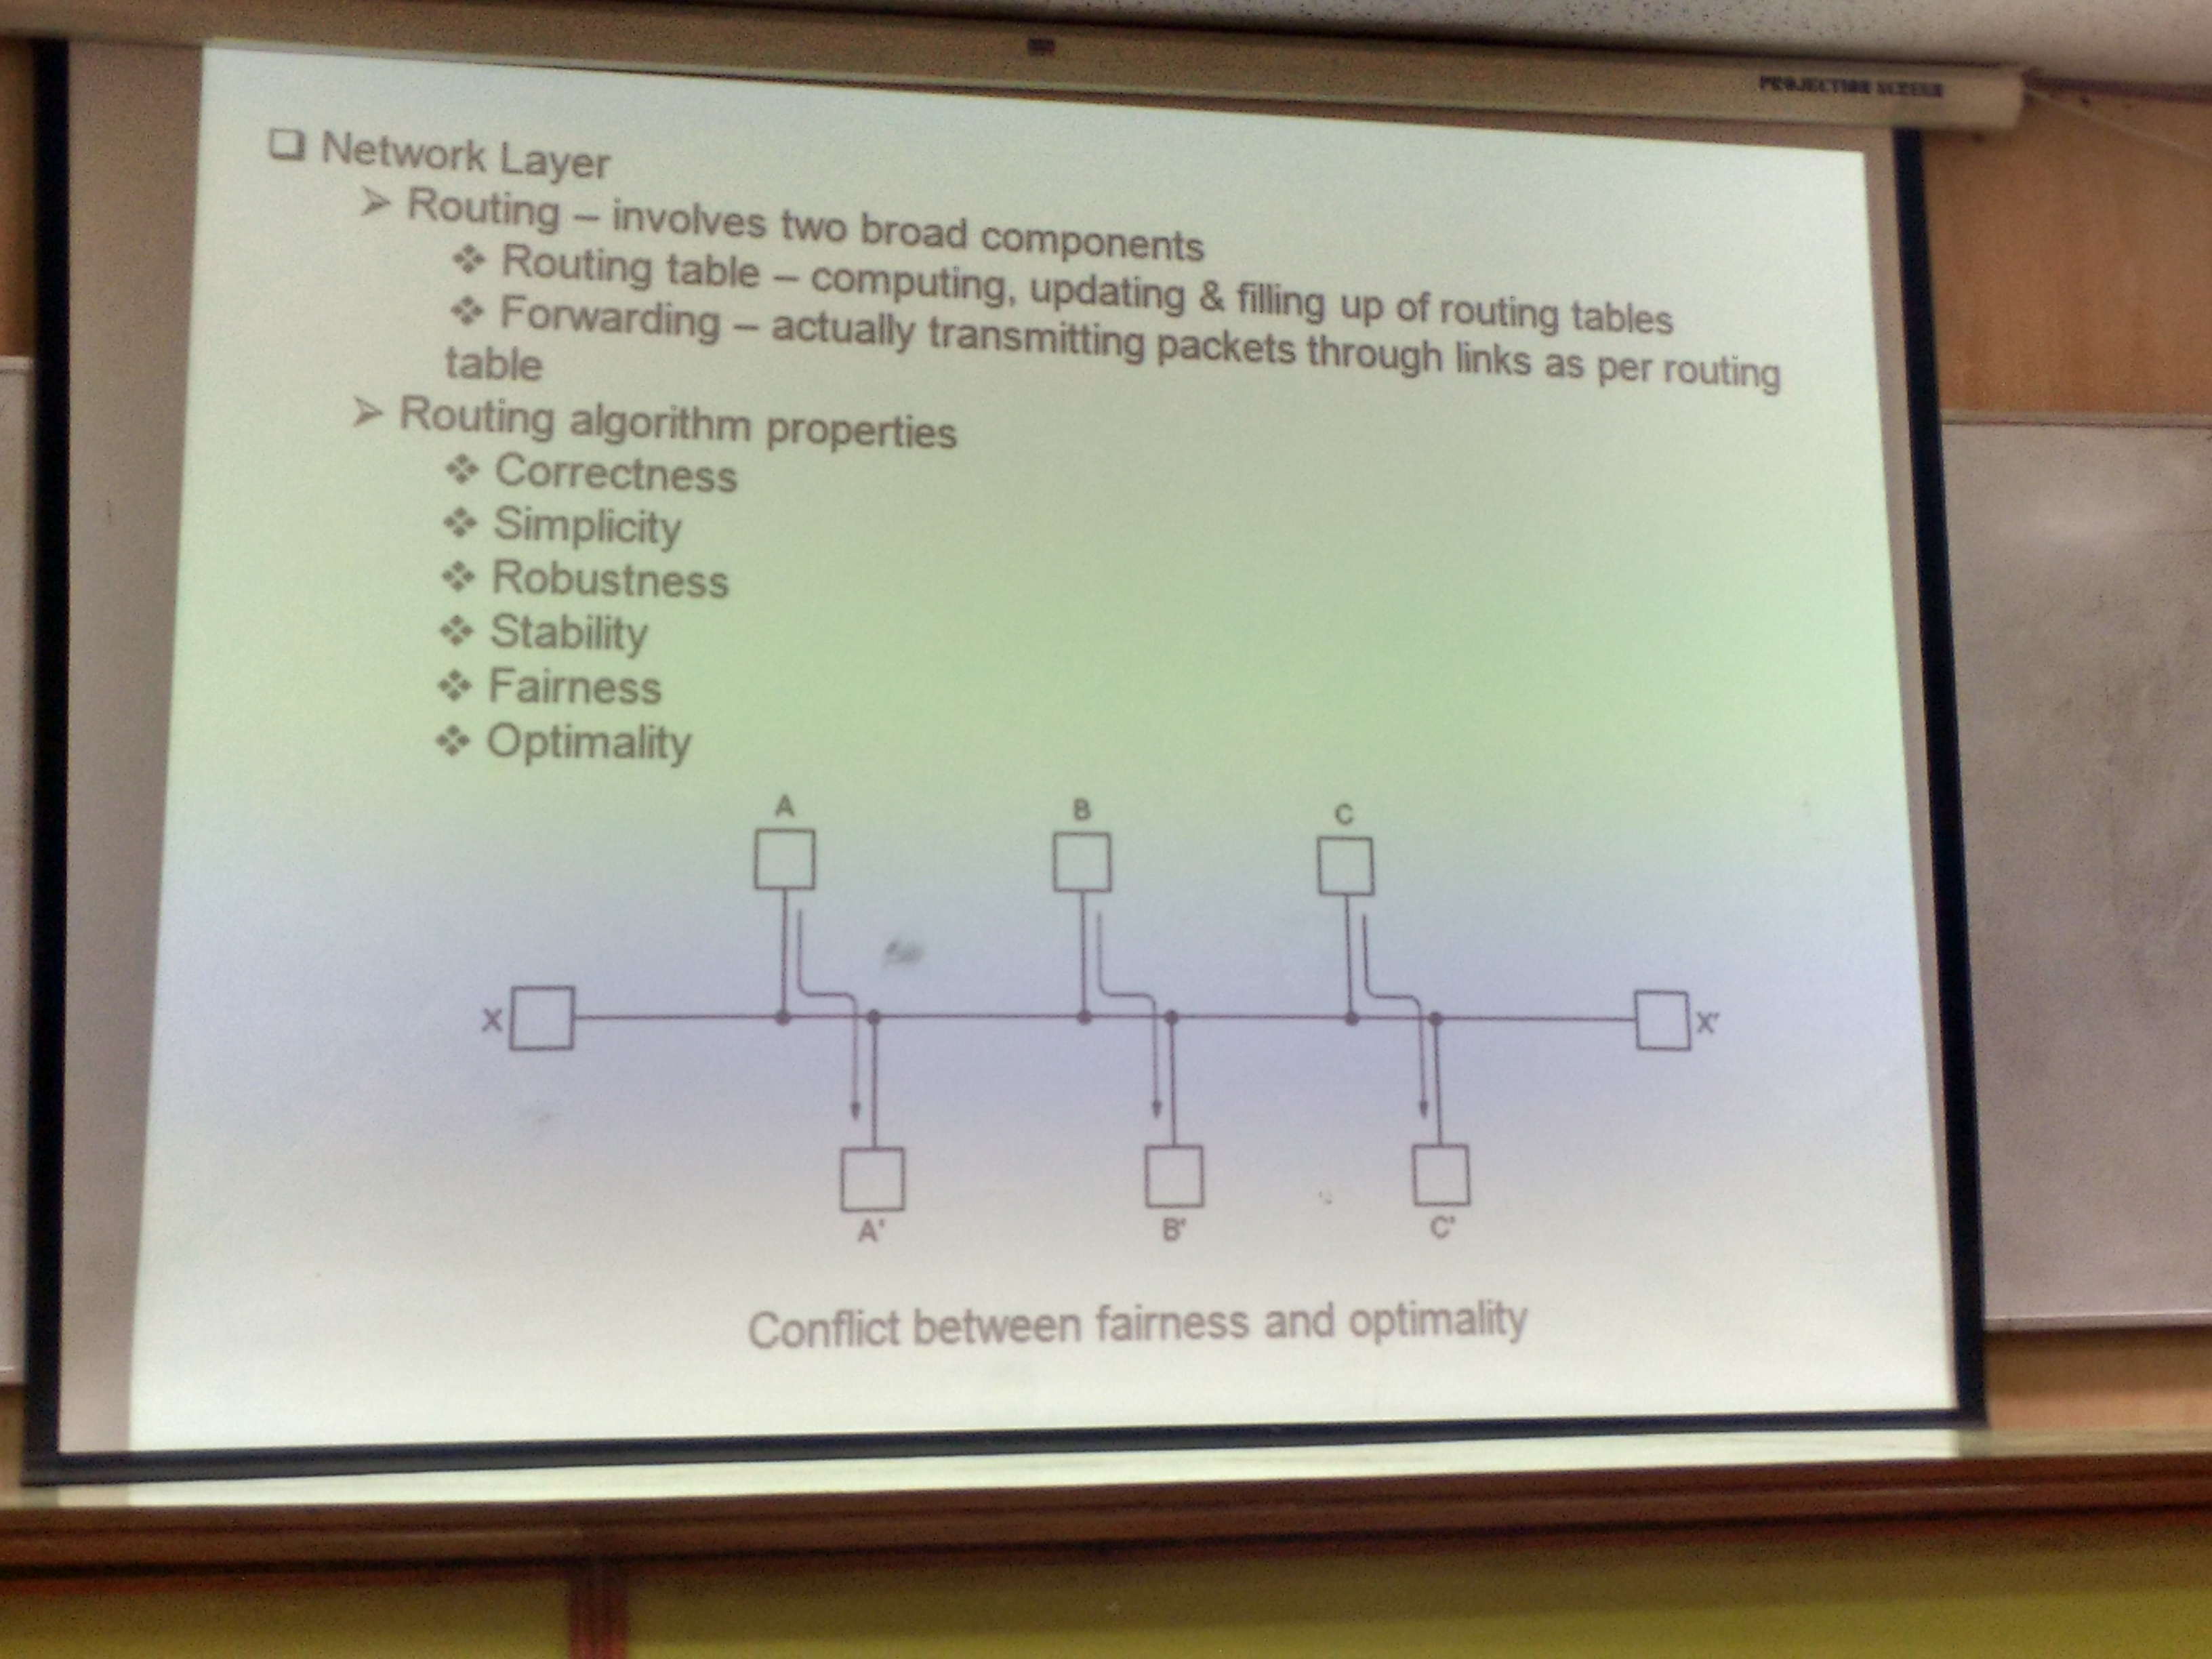 PROJECTION SCREEN
❑ Network Layer
➢ Routing – involves two broad components
❖ Routing table – computing, updating & filling up of routing tables
❖ Forwarding – actually transmitting packets through links as per routing
table
➢ Routing algorithm properties
❖ Correctness
❖ Simplicity
❖ Robustness
❖ Stability
❖ Fairness
❖ Optimality
A B C
X X'
A' B' C'
Conflict between fairness and optimality